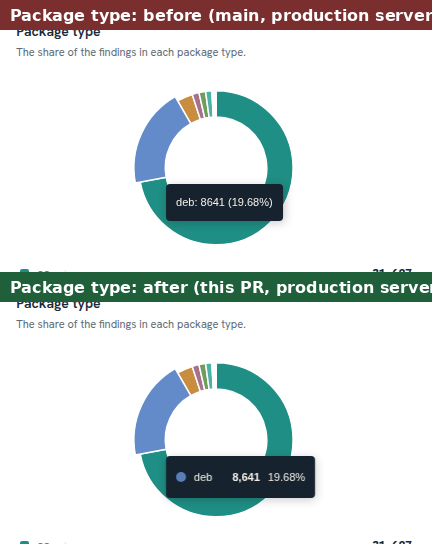 Package type: before (main, production server
Package type
The share of the findings in each package type.
deb: 8641 (19.68%)
Package type: after (this PR, production server
Package type
The share of the findings in each package type.
deb 8,641 19.68%